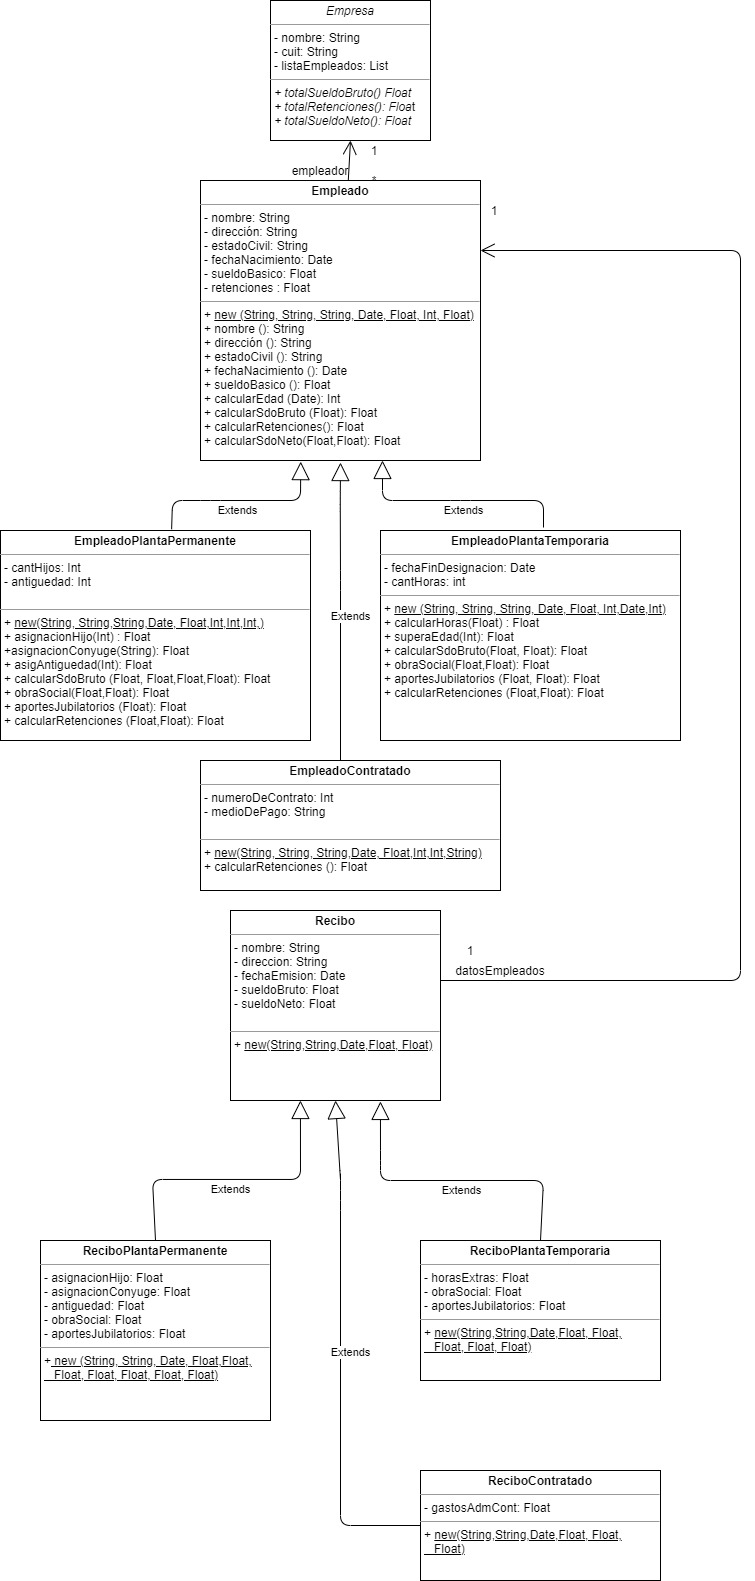 Empresa
- nombre: String
- cuit: String
- listaEmpleados: List
+ totalSueldoBruto() Float
+ totalRetenciones(): Float
+ totalSueldoNeto(): Float
1
empleador
*
Empleado
- nombre: String
- dirección: String
- estadoCivil: String
- fechaNacimiento: Date
- sueldoBasico: Float
- retenciones : Float
+ new (String, String, String, Date, Float, Int, Float)
+ nombre (): String
+ dirección (): String
+ estadoCivil (): String
+ fechaNacimiento (): Date
+ sueldoBasico (): Float
+ calcularEdad (Date): Int
+ calcularSdoBruto (Float): Float
+ calcularRetenciones(): Float
+ calcularSdoNeto(Float,Float): Float
1
Extends
Extends
Extends
EmpleadoPlantaPermanente
- cantHijos: Int
- antiguedad: Int
+ new(String, String,String,Date, Float,Int,Int,Int,)
+ asignacionHijo(Int) : Float
+asignacionConyuge(String): Float
+ asigAntiguedad(Int): Float
+ calcularSdoBruto (Float, Float,Float,Float): Float
+ obraSocial(Float,Float): Float
+ aportesJubilatorios (Float): Float
+ calcularRetenciones (Float,Float): Float
EmpleadoPlantaTemporaria
- fechaFinDesignacion: Date
- cantHoras: int
+ new (String, String, String, Date, Float, Int,Date,Int)
+ calcularHoras(Float) : Float
+ superaEdad(Int): Float
+ calcularSdoBruto(Float, Float): Float
+ obraSocial(Float,Float): Float
+ aportesJubilatorios (Float, Float): Float
+ calcularRetenciones (Float,Float): Float
EmpleadoContratado
- numeroDeContrato: Int
- medioDePago: String
+ new(String, String, String,Date, Float,Int,Int,String)
+ calcularRetenciones (): Float
Recibo
- nombre: String
- direccion: String
- fechaEmision: Date
- sueldoBruto: Float
- sueldoNeto: Float
+ new(String,String,Date,Float, Float)
1
datosEmpleados
Extends
Extends
Extends
ReciboPlantaPermanente
- asignacionHijo: Float
- asignacionConyuge: Float
- antiguedad: Float
- obraSocial: Float
- aportesJubilatorios: Float
+ new (String, String, Date, Float,Float,
Float, Float, Float, Float, Float)
ReciboPlantaTemporaria
- horasExtras: Float
- obraSocial: Float
- aportesJubilatorios: Float
+ new(String,String,Date,Float, Float,
Float, Float, Float)
ReciboContratado
- gastosAdmCont: Float
+ new(String,String,Date,Float, Float,
Float)